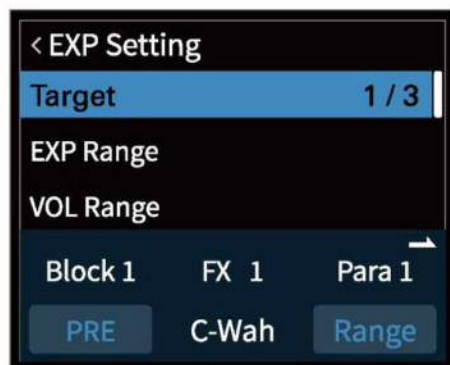 < EXP Setting
Target 1 / 3
EXP Range
VOL Range
Block 1 FX 1 Para 1
PRE C-Wah Range